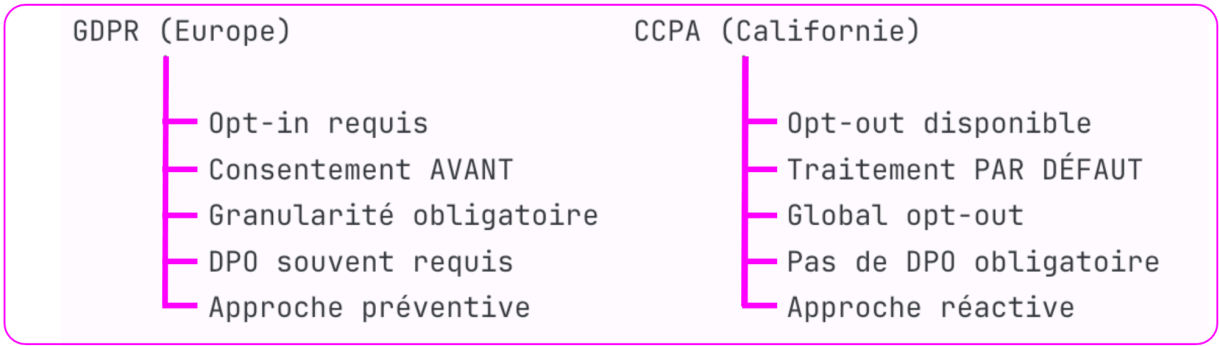 GDPR (Europe)
Opt-in requis
Consentement AVANT
Granularité obligatoire
DPO souvent requis
Approche préventive
CCPA (Californie)
Opt-out disponible
Traitement PAR DÉFAUT
Global opt-out
Pas de DPO obligatoire
Approche réactive